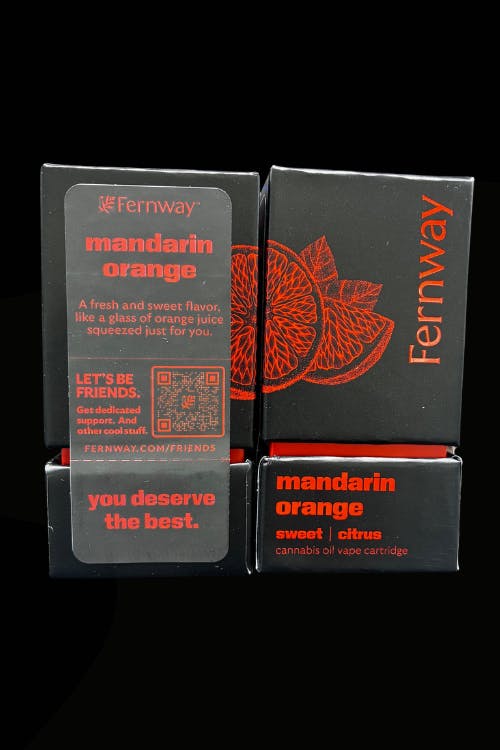 Fernway™
mandarin
orange
A fresh and sweet flavor,
like a glass of orange juice
squeezed just for you.
LET'S BE
FRIENDS.
Get dedicated
support. And
other cool stuff.
FERNWAY.COM/FRIENDS
you deserve
the best.
Fernway
mandarin
orange
sweet | citrus
cannabis oil vape cartridge